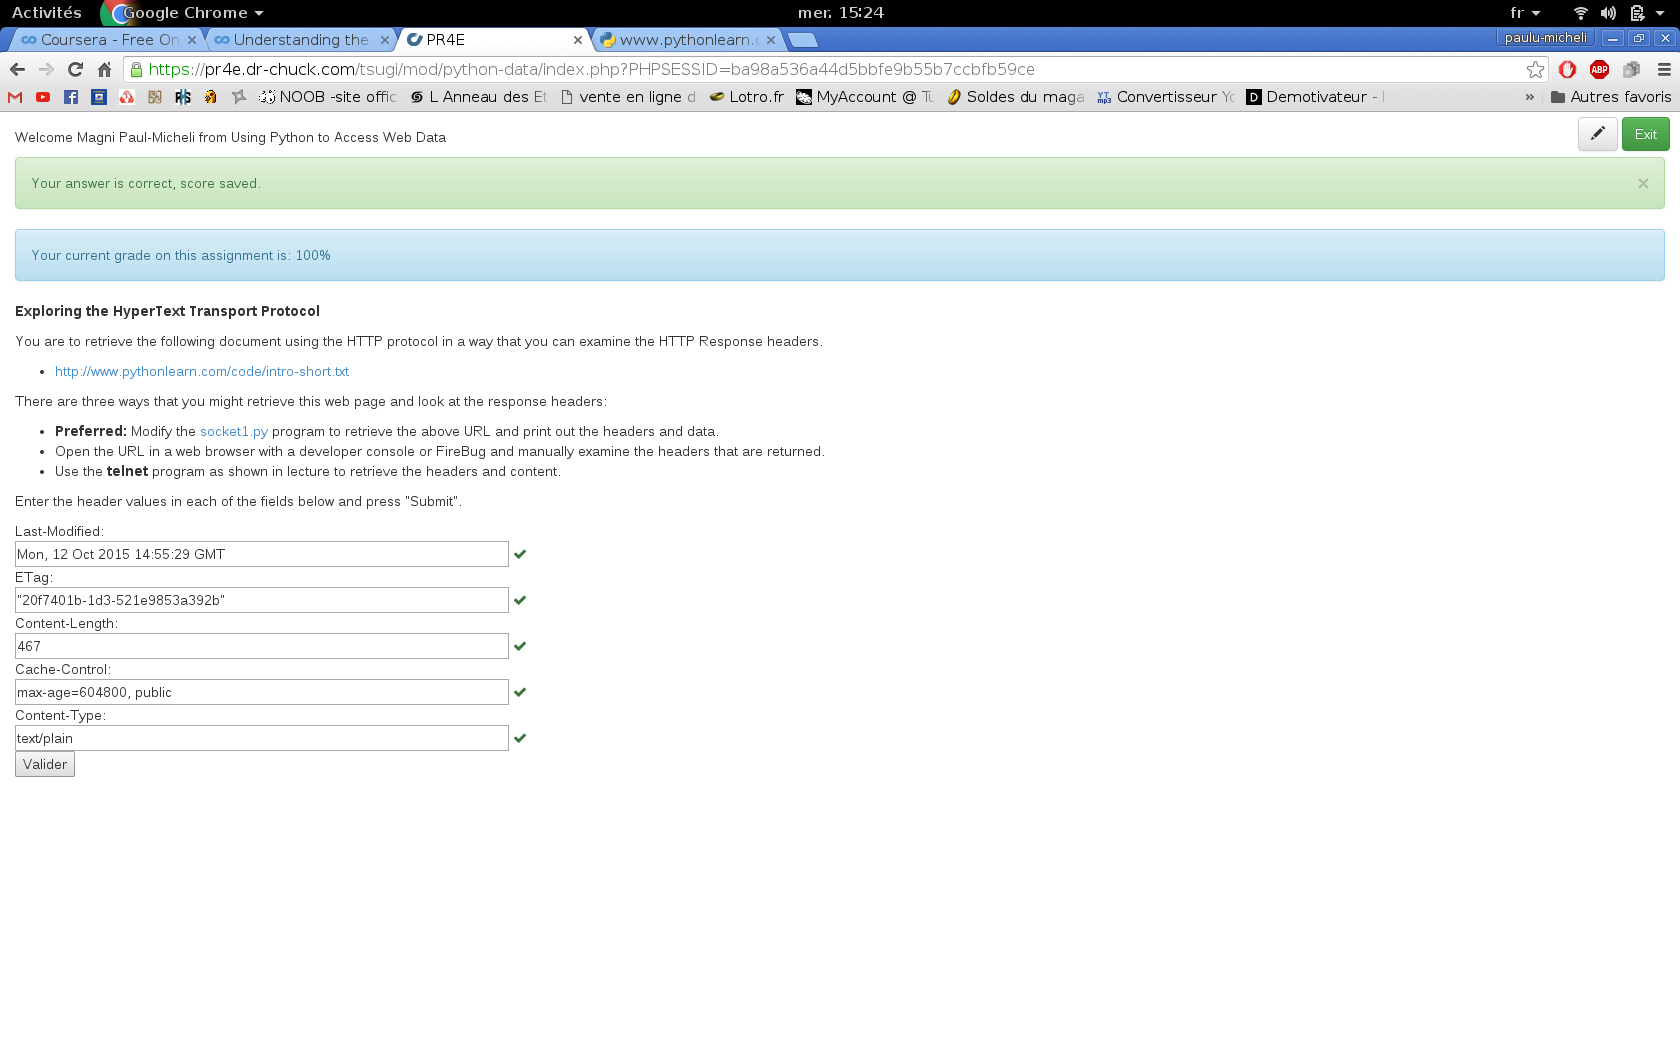 Activités Google Chrome mer. 15:24 fr
Coursera - Free On Understanding the PR4E www.pythonlearn. paulu-micheli
https://pr4e.dr-chuck.com/tsugi/mod/python-data/index.php?PHPSESSID=ba98a536a44d5bbfe9b55b7ccbfb59ce ABP
NOOB -site offic L Anneau des Et vente en ligne d Lotro.fr MyAccount @ Tu Soldes du maga Convertisseur Yo Demotivateur - » Autres favoris
Welcome Magni Paul-Micheli from Using Python to Access Web Data Exit
Your answer is correct, score saved. ×
Your current grade on this assignment is: 100%
Exploring the HyperText Transport Protocol
You are to retrieve the following document using the HTTP protocol in a way that you can examine the HTTP Response headers.
• http://www.pythonlearn.com/code/intro-short.txt
There are three ways that you might retrieve this web page and look at the response headers:
• Preferred: Modify the socket1.py program to retrieve the above URL and print out the headers and data.
• Open the URL in a web browser with a developer console or FireBug and manually examine the headers that are returned.
• Use the telnet program as shown in lecture to retrieve the headers and content.
Enter the header values in each of the fields below and press "Submit".
Last-Modified:
Mon, 12 Oct 2015 14:55:29 GMT
ETag:
"20f7401b-1d3-521e9853a392b"
Content-Length:
467
Cache-Control:
max-age=604800, public
Content-Type:
text/plain
Valider